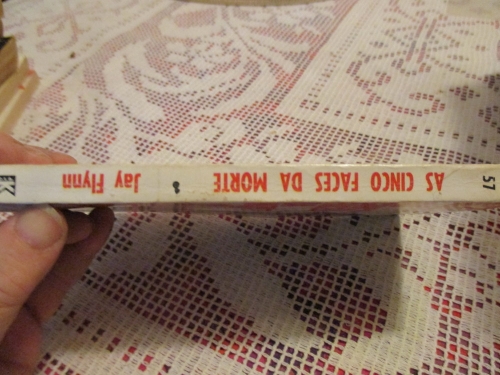 57 AS CINCO FACES DA MORTE Jay Flynn K